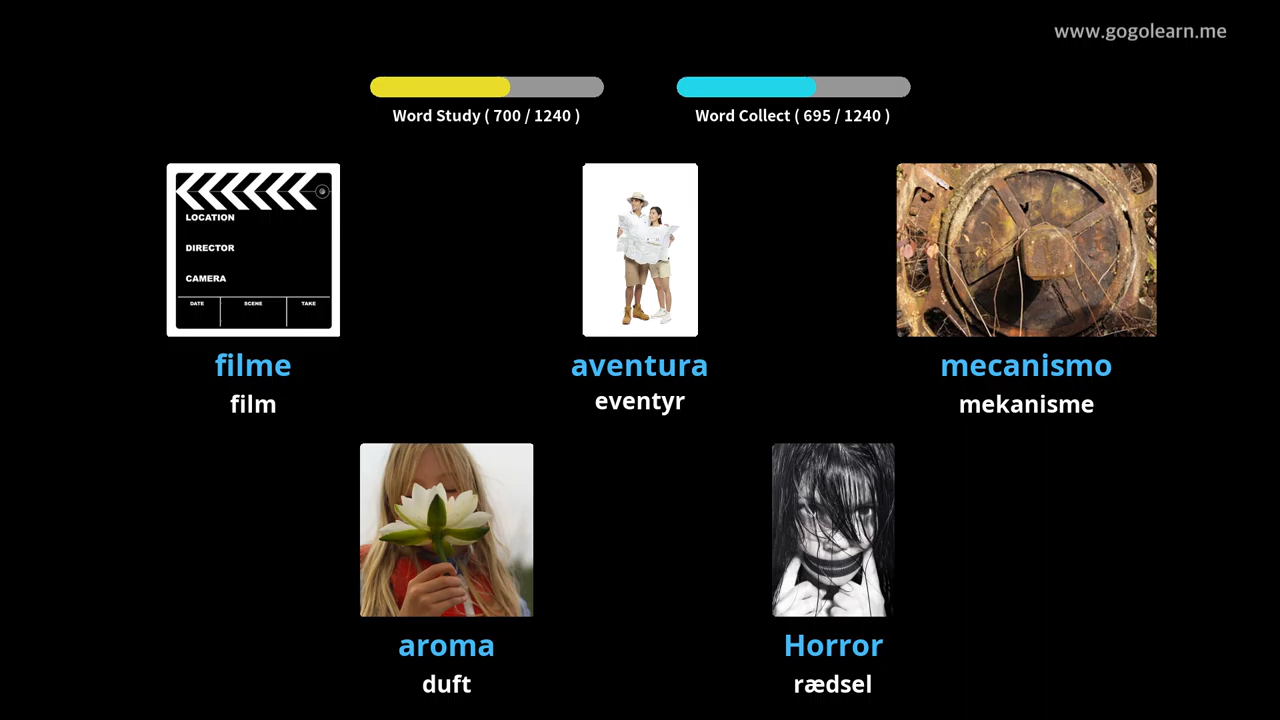 www.gogolearn.me
Word Study ( 700 / 1240 )
Word Collect ( 695 / 1240 )
LOCATION
DIRECTOR
CAMERA
DATE SCENE TAKE
filme
film
aventura
eventyr
mecanismo
mekanisme
aroma
duft
Horror
rædsel